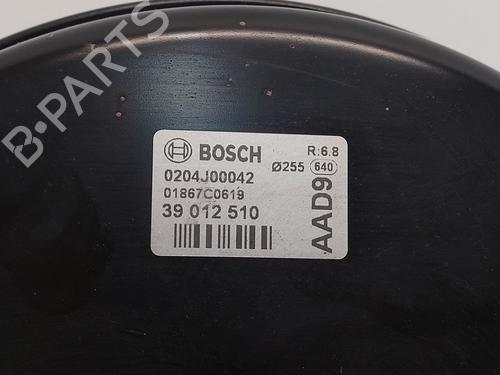 BOSCH
R:6.8
0204J00042
Ø255 640
01867C0619
39 012 510
AAD9
B-PARTS